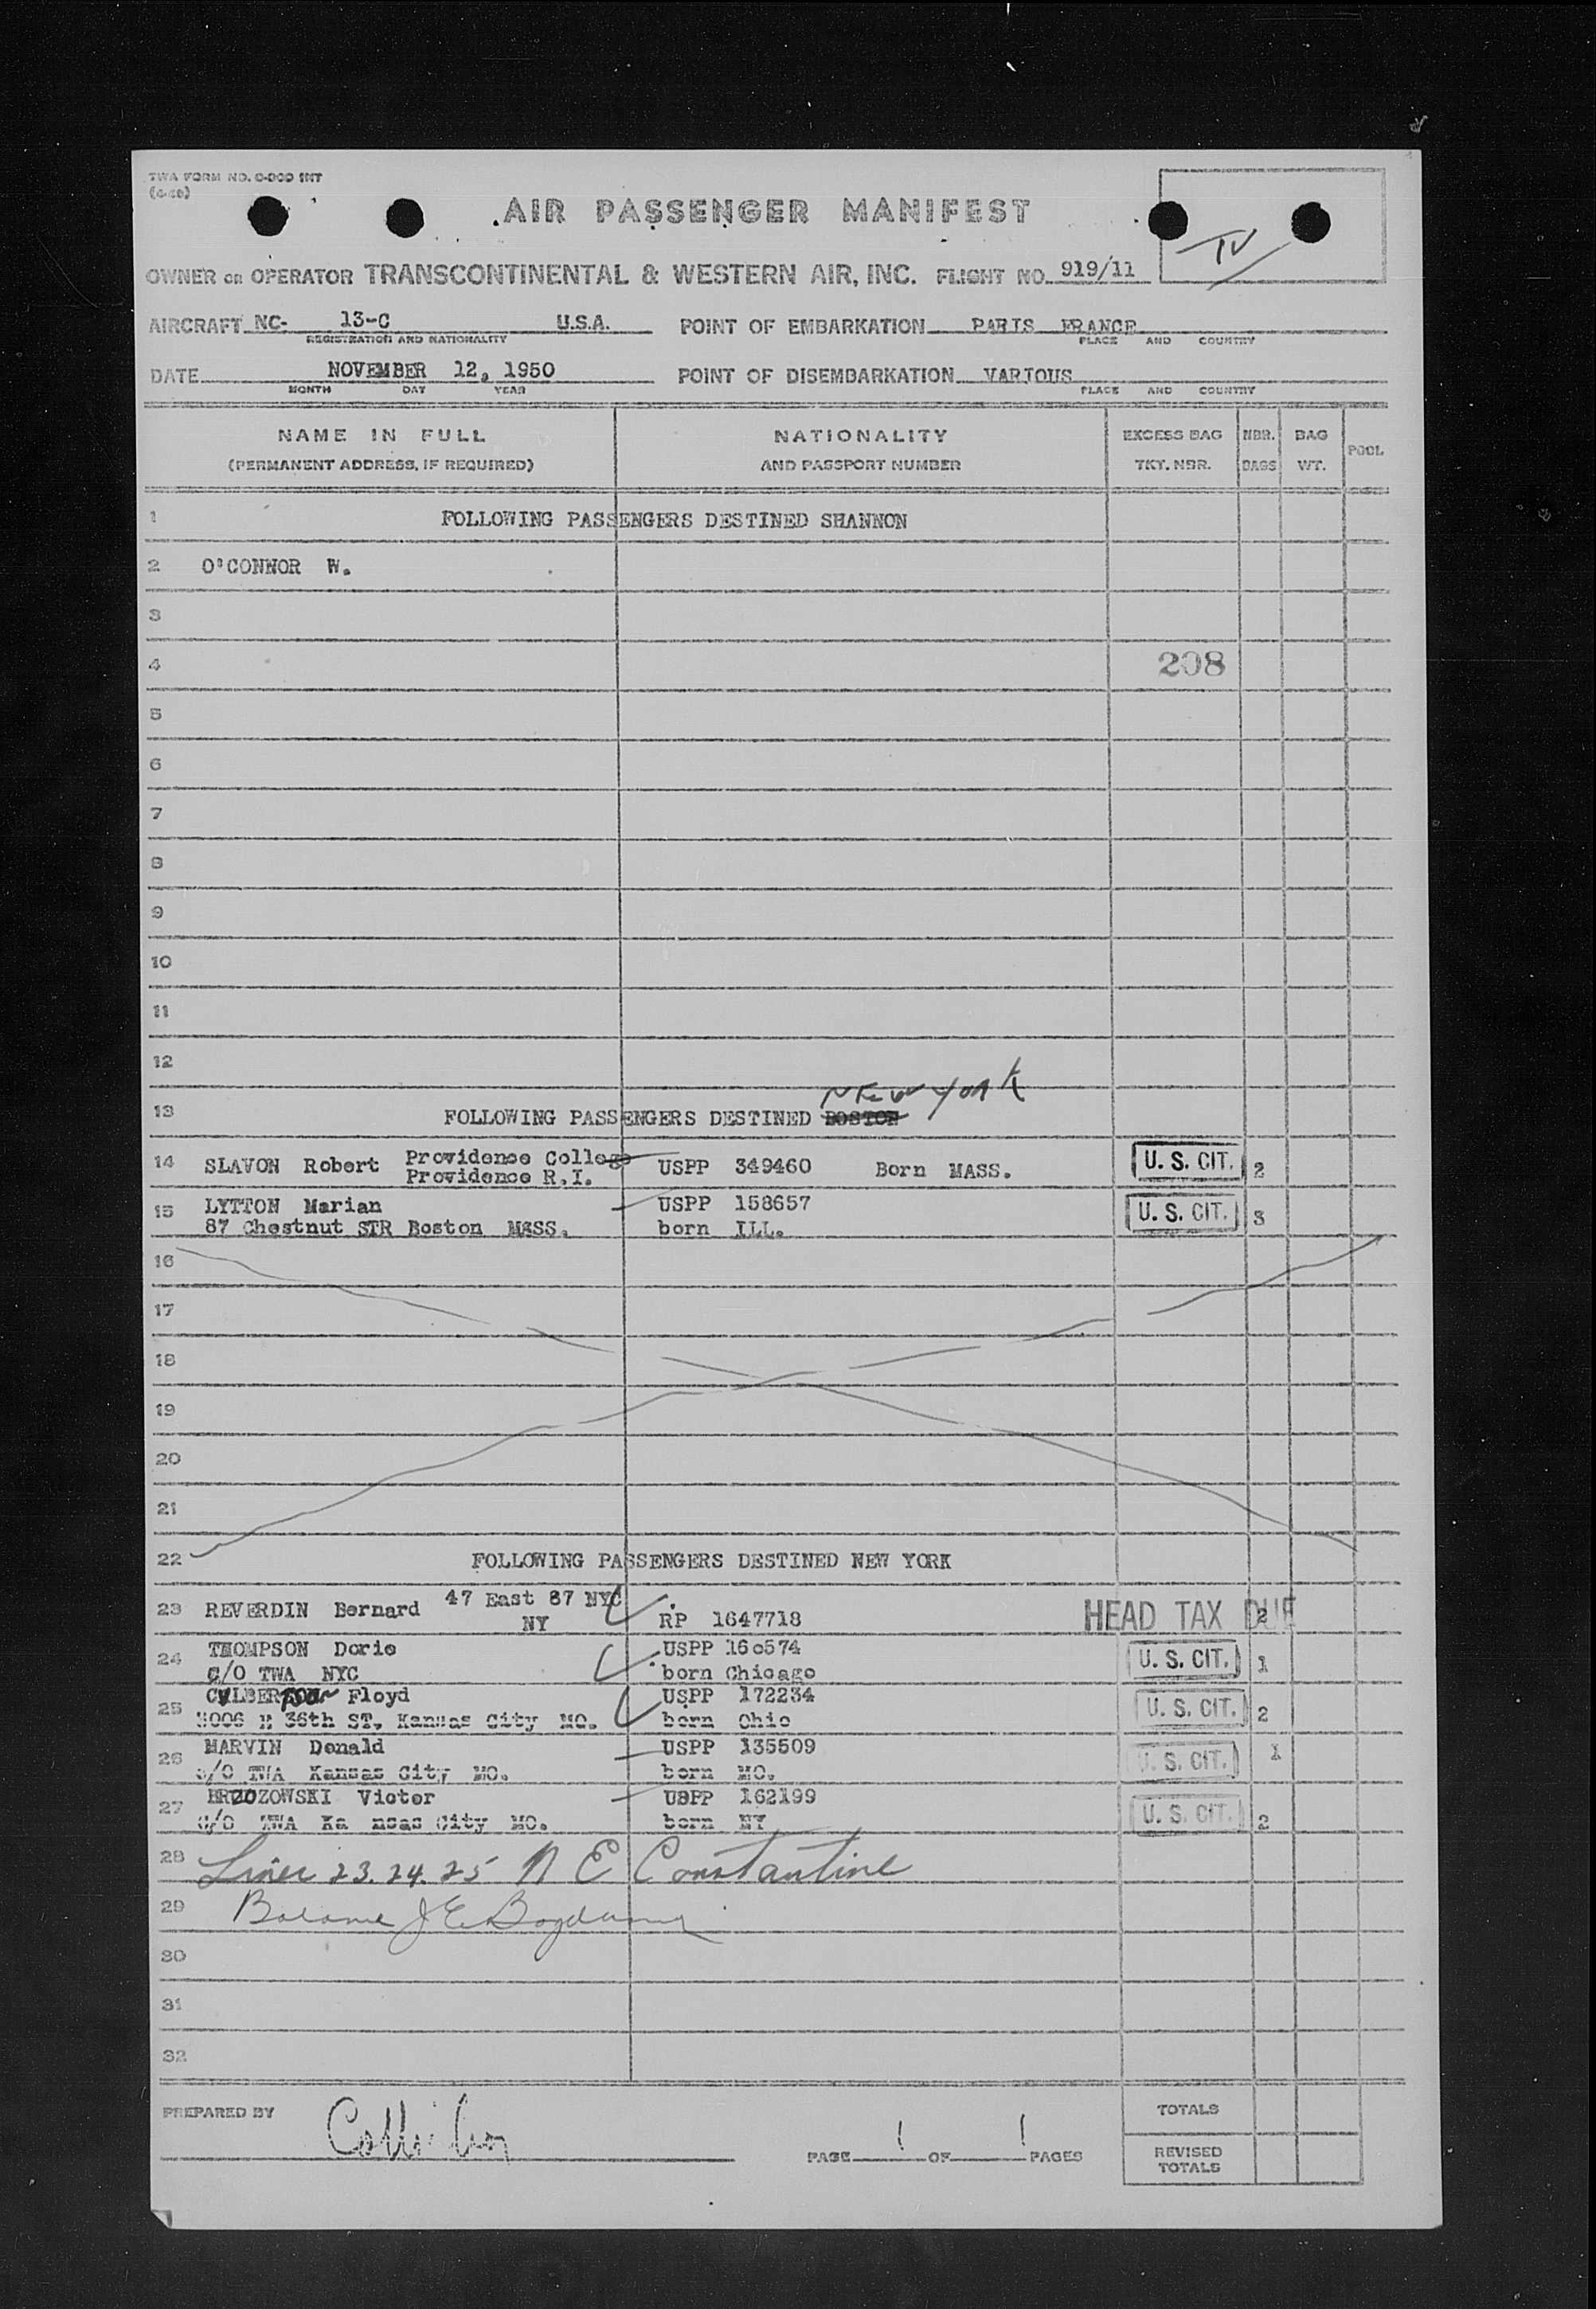 TWA FORM NO. O-200 INT
AIR PASSENGER MANIFEST
TV
OWNER OR OPERATOR TRANSCONTINENTAL & WESTERN AIR, INC. FLIGHT NO. 919/11
AIRCRAFT NC- 13-C U.S.A. POINT OF EMBARKATION PARIS FRANCE
REGISTRATION AND NATIONALITY PLACE AND COUNTRY
DATE NOVEMBER 12, 1950 POINT OF DISEMBARKATION VARIOUS
MONTH DAY YEAR PLACE AND COUNTRY
NAME IN FULL NATIONALITY EXCESS BAG NBR. BAG POOL
(PERMANENT ADDRESS, IF REQUIRED) AND PASSPORT NUMBER TKT. NBR. BAGS WT.
1 FOLLOWING PASSENGERS DESTINED SHANNON
2 O'CONNOR W.
3
4 208
5
6
7
8
9
10
11
12
NEW YORK
13 FOLLOWING PASSENGERS DESTINED BOSTON
14 SLAVON Robert Providence College USPP 349460 Born MASS. U. S. CIT. 2
Providence R.I.
15 LYTTON Marian USPP 158657 U. S. CIT. 3
87 Chestnut STR Boston MASS. born ILL.
16
17
18
19
20
21
22 FOLLOWING PASSENGERS DESTINED NEW YORK
23 REVERDIN Bernard 47 East 87 NYC RP 1647718 HEAD TAX DUE 2
NY
24 THOMPSON Doris USPP 160574 U. S. CIT. 1
C/O TWA NYC born Chicago
25 Floyd USPP 172234 U. S. CIT. 2
36th ST, Kansas City MO. born Ohio
26 MARVIN Donald USPP 135509 U. S. CIT. 1
C/O TWA Kansas City MO. born MO.
27 BRZOZOWSKI Victor USPP 162199 U. S. CIT. 2
C/O TWA Ka nsas City MO. born NY
28 Lines 23. 24. 25 N E Constantine
29 Balance J E
30
31
32
PREPARED BY TOTALS
PAGE 1 OF 1 PAGES REVISED
TOTALS